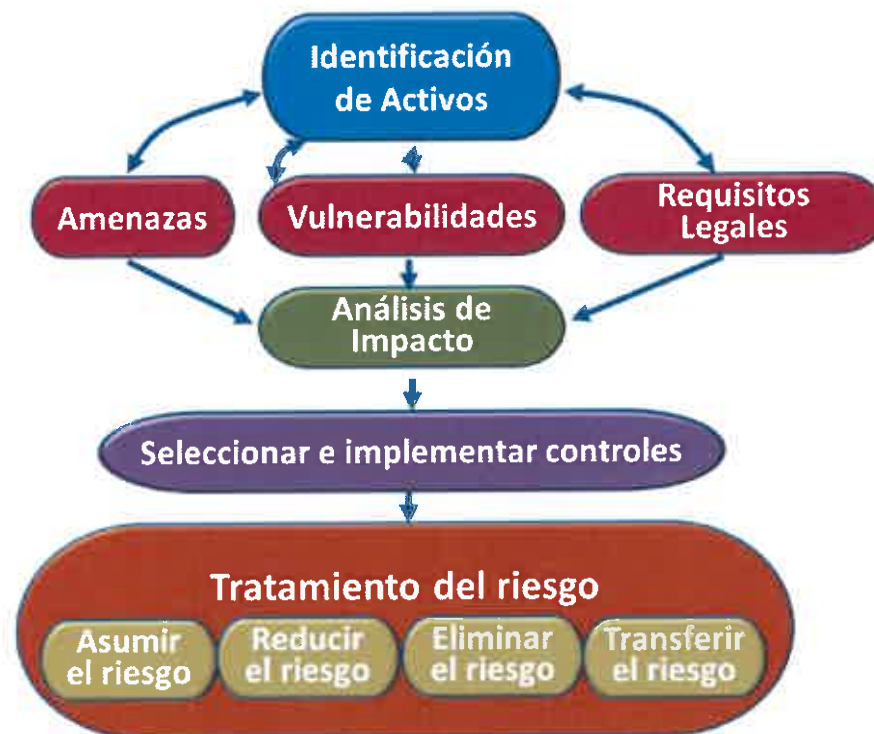 Identificación
de Activos
Amenazas
Vulnerabilidades
Requisitos
Legales
Análisis de
Impacto
Seleccionar e implementar controles
Tratamiento del riesgo
Asumir
el riesgo
Reducir
el riesgo
Eliminar
el riesgo
Transferir
el riesgo